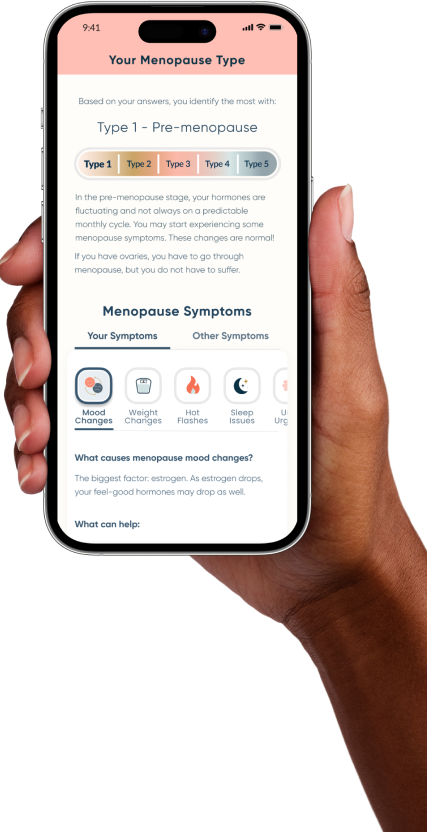 9:41
Your Menopause Type
Based on your answers, you identify the most with:
Type 1 - Pre-menopause
Type 1 Type 2 Type 3 Type 4 Type 5
In the pre-menopause stage, your hormones are
fluctuating and not always on a predictable
monthly cycle. You may start experiencing some
menopause symptoms. These changes are normal!
If you have ovaries, you have to go through
menopause, but you do not have to suffer.
Menopause Symptoms
Your Symptoms Other Symptoms
Mood Weight Hot Sleep U
Changes Changes Flashes Issues Urg
What causes menopause mood changes?
The biggest factor: estrogen. As estrogen drops,
your feel-good hormones may drop as well.
What can help: